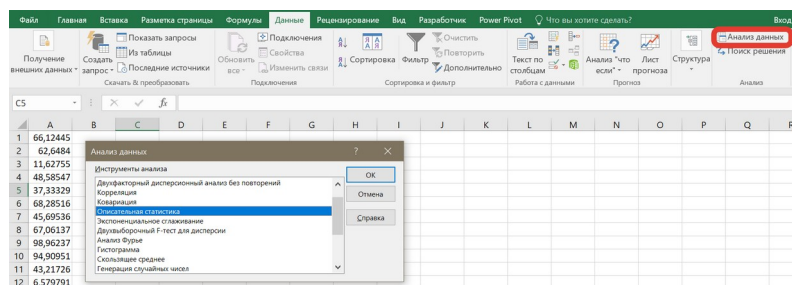 Файл Главная Вставка Разметка страницы Формулы Данные Рецензирование Вид Разработчик Power Pivot Что вы хотите сделать? Вход
Показать запросы Подключения Очистить Анализ данных
Из таблицы Свойства Повторить Поиск решения
Последние источники Изменить связи Дополнительно
Получение внешних данных
Создать запрос
Обновить все
Сортировка
Фильтр
Текст по столбцам
Анализ "что если"
Лист прогноза
Структура
Скачать & преобразовать Подключения Сортировка и фильтр Работа с данными Прогноз Анализ
C5 fx
A B C D E F G H I J K L M N O P Q R
1 66,12445
2 62,6484
3 11,62755
4 48,58547
5 37,33329
6 68,28516
7 45,69536
8 67,06137
9 98,96237
10 94,90951
11 43,21726
12 6,579791
Анализ данных ? ×
Инструменты анализа
Двухфакторный дисперсионный анализ без повторений
Корреляция
Ковариация
Описательная статистика
Экспоненциальное сглаживание
Двухвыборочный F-тест для дисперсии
Анализ Фурье
Гистограмма
Скользящее среднее
Генерация случайных чисел
ОК
Отмена
Справка